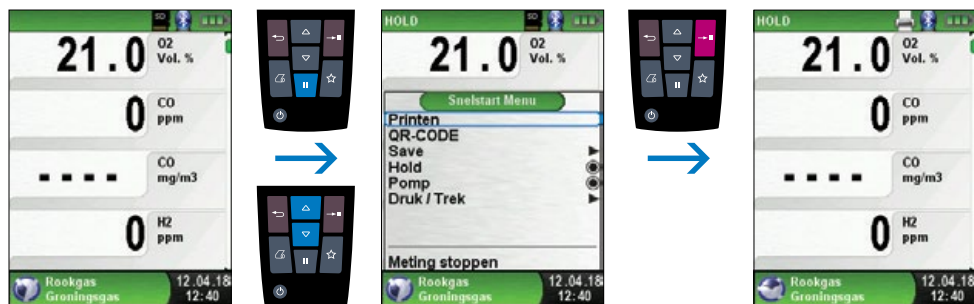 SD
21.0 O2 Vol. %
0 CO ppm
- - - - CO mg/m3
0 H2 ppm
Rookgas 12.04.18
Groningsgas 12:40
HOLD SD
21.0 O2 Vol. %
Snelstart Menu
Printen
QR-CODE
Save
Hold
Pomp
Druk / Trek
Meting stoppen
Rookgas 12.04.18
Groningsgas 12:40
HOLD
21.0 O2 Vol. %
0 CO ppm
- - - - CO mg/m3
0 H2 ppm
Rookgas 12.04.18
Groningsgas 12:40